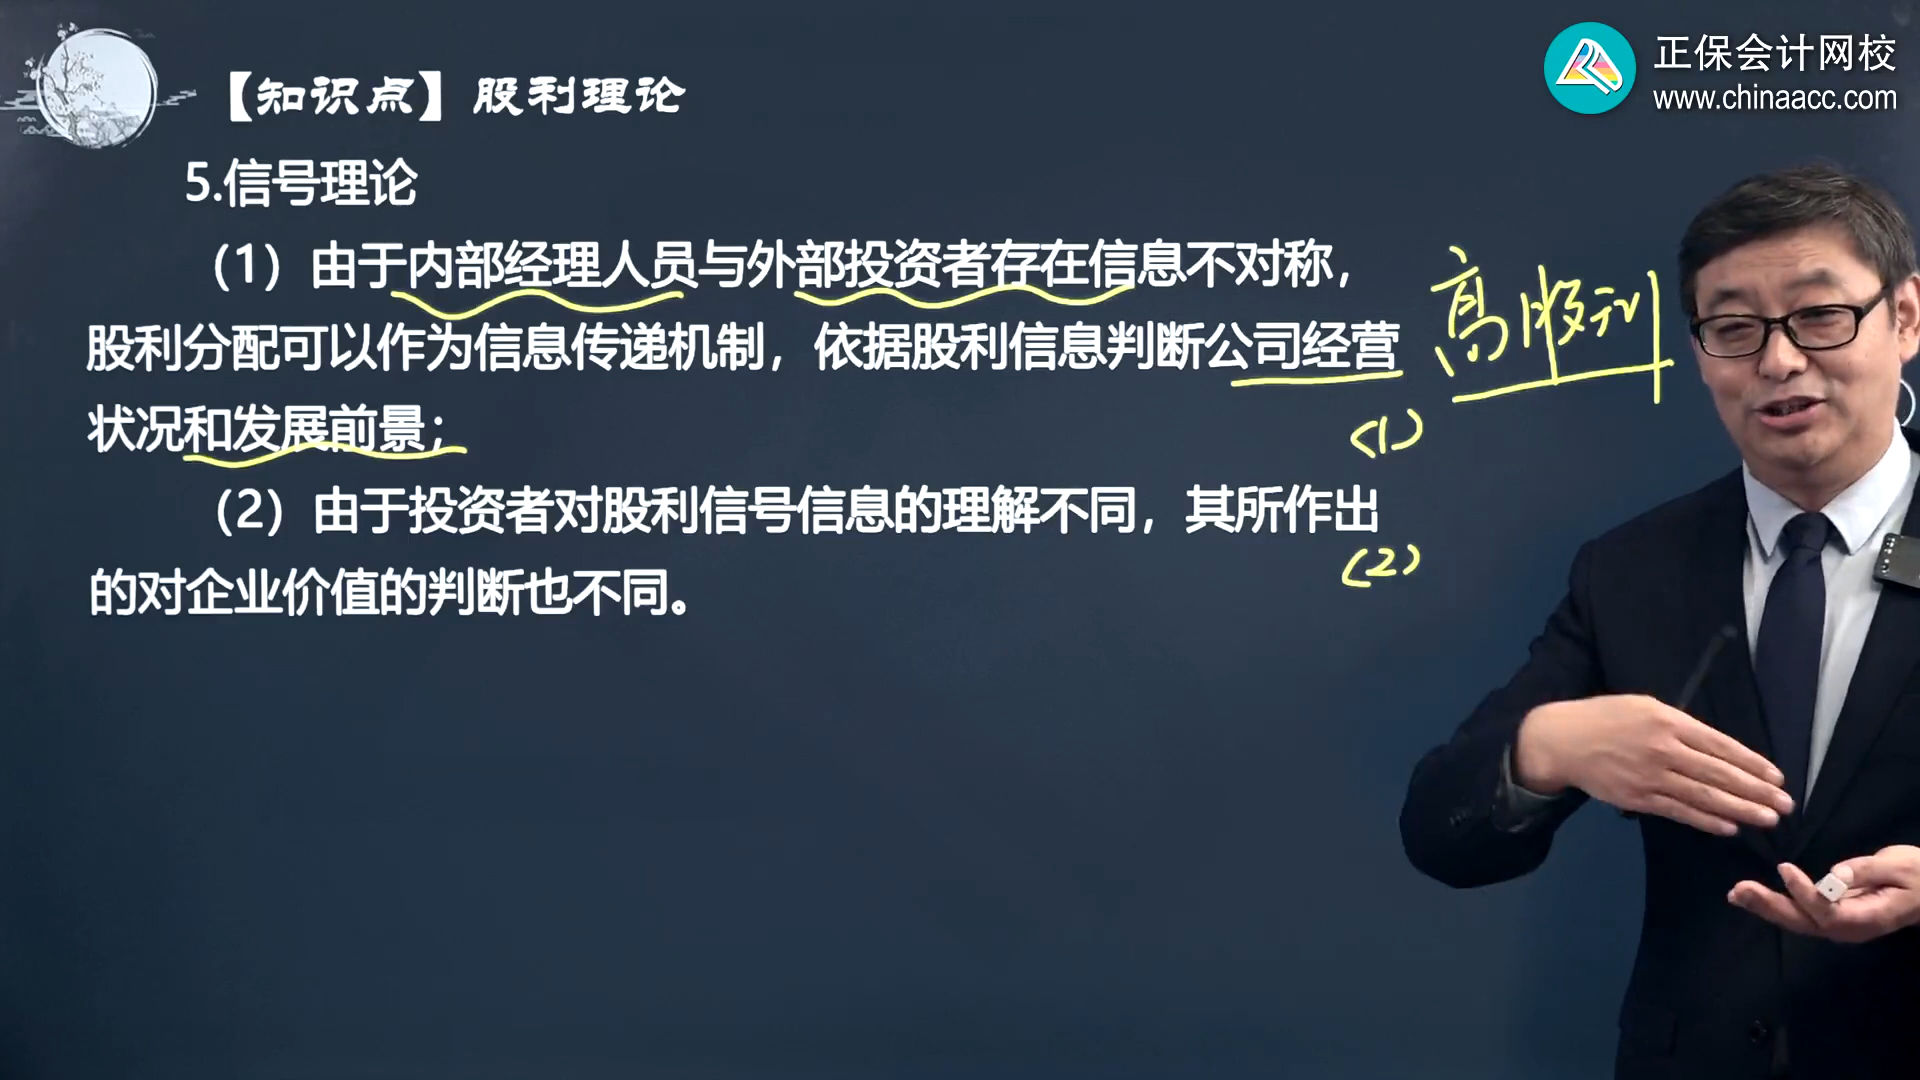 正保会计网校
www.chinaacc.com
【知识点】股利理论
5.信号理论
（1）由于内部经理人员与外部投资者存在信息不对称，
股利分配可以作为信息传递机制，依据股利信息判断公司经营
状况和发展前景；
高股利
(1)
（2）由于投资者对股利信号信息的理解不同，其所作出
(2)
的对企业价值的判断也不同。